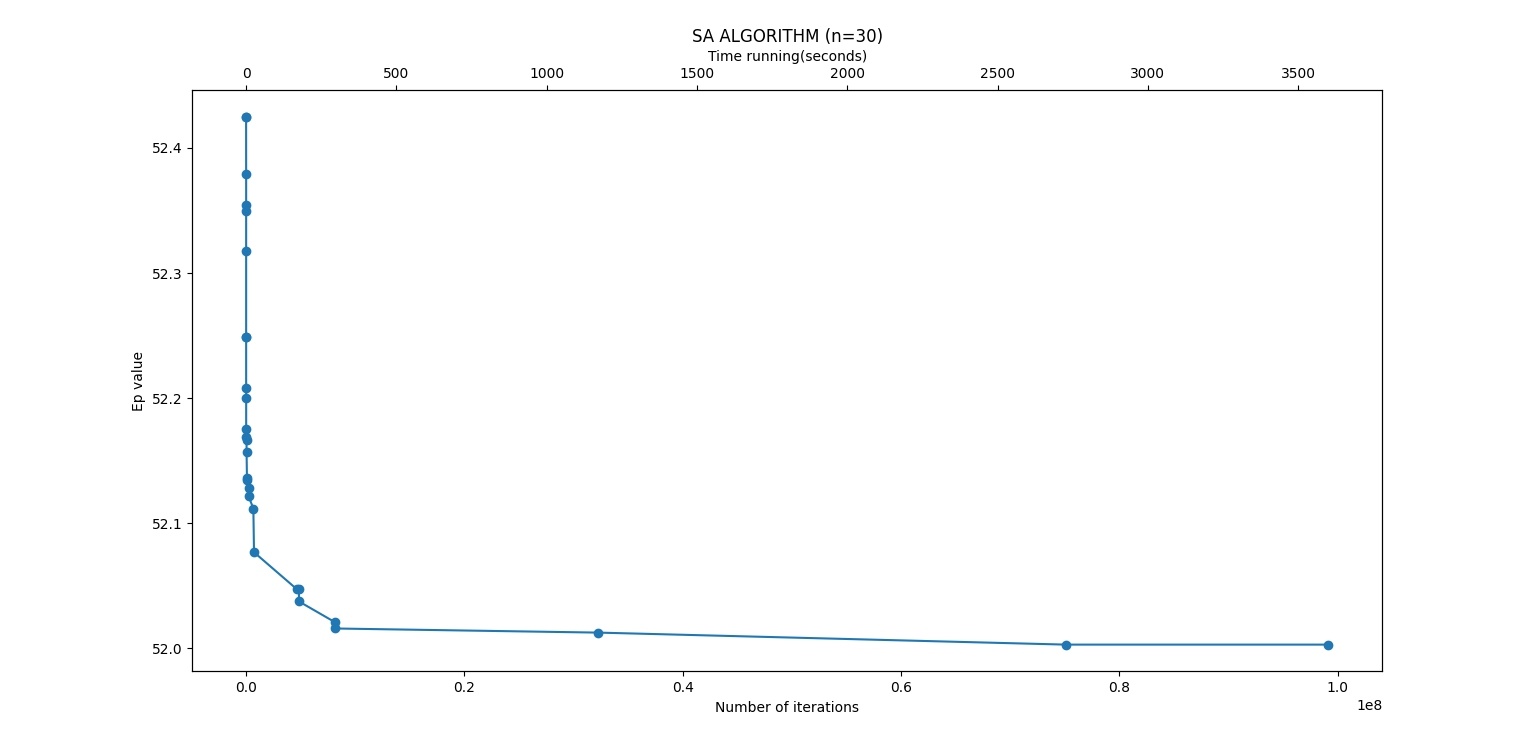 SA ALGORITHM (n=30)
Time running(seconds)
0 500 1000 1500 2000 2500 3000 3500
52.4
52.3
52.2
52.1
52.0
Ep value
0.0 0.2 0.4 0.6 0.8 1.0
1e8
Number of iterations